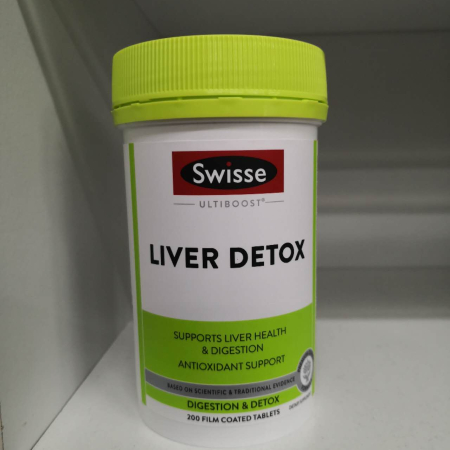 Swisse
ULTIBOOST®
LIVER DETOX
SUPPORTS LIVER HEALTH
& DIGESTION
ANTIOXIDANT SUPPORT
BASED ON SCIENTIFIC & TRADITIONAL EVIDENCE
DIGESTION & DETOX
200 FILM COATED TABLETS